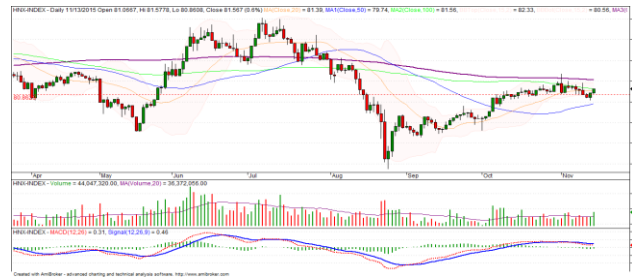 HNX-INDEX - Daily 11/13/2015 Open 81.0667, Hi 81.5778, Lo 80.8608, Close 81.567 (0.6%) MA(Close,20) = 81.39, MA1(Close,50) = 79.74, MA2(Close,100) = 81.56, = 82.33, = 80.56, MA3(
Apr May Jun Jul Aug Sep Oct Nov
HNX-INDEX - Volume = 44,047,320.00, MA(Volume,20) = 36,372,056.00
HNX-INDEX - MACD(12,26) = 0.31, Signal(12,26,9) = 0.46
Created with AmiBroker - advanced charting and technical analysis software. http://www.amibroker.com